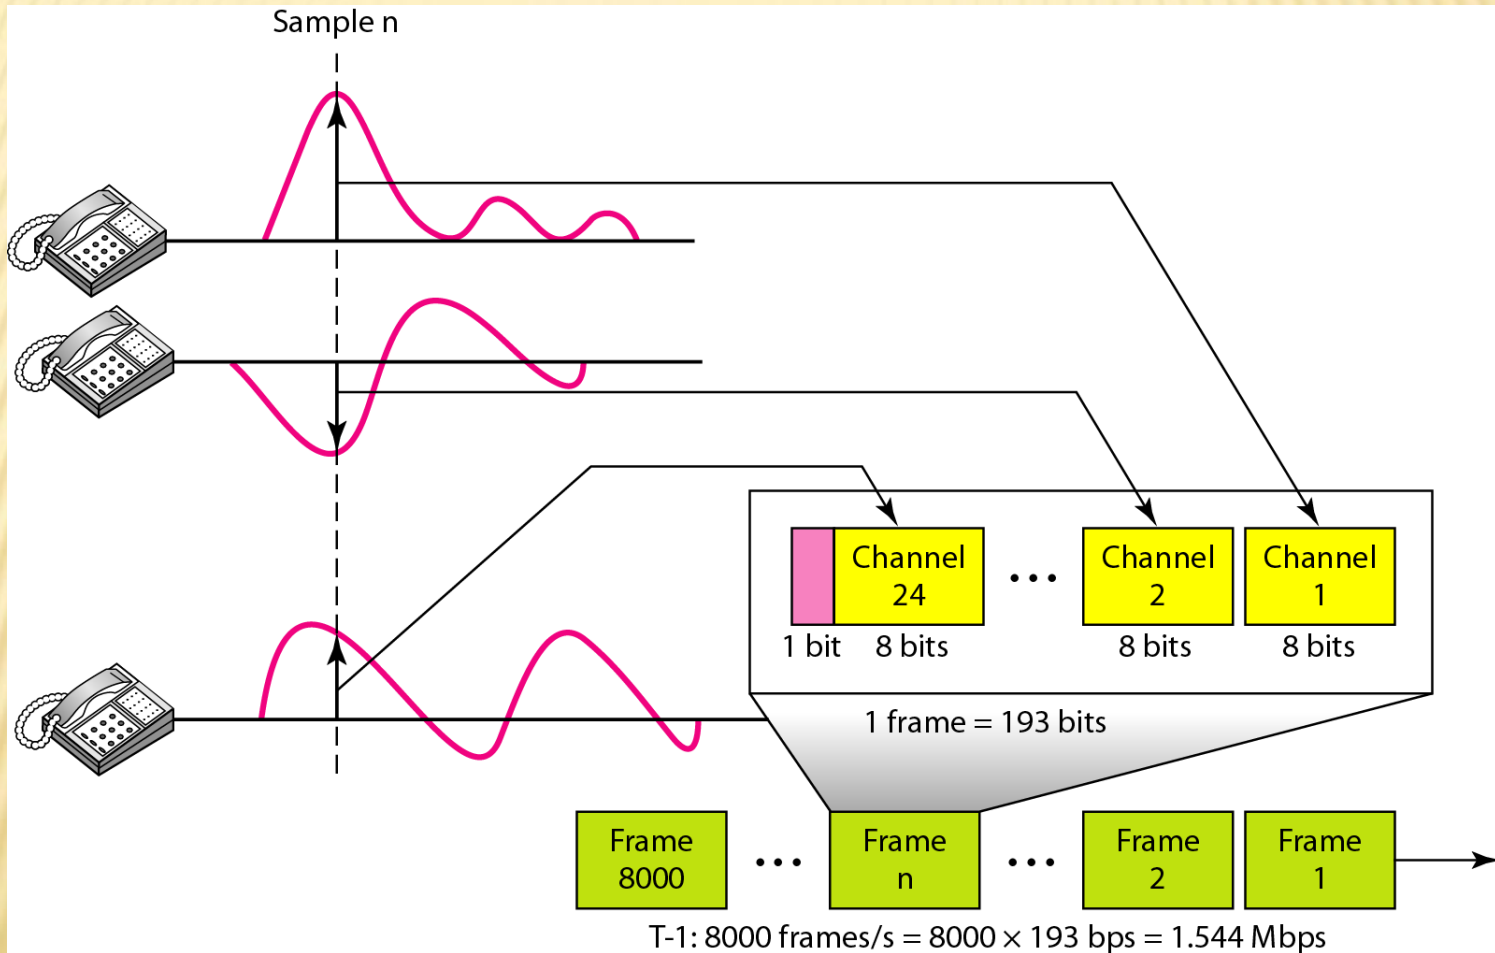 Sample n
Channel
24
...
Channel
2
Channel
1
1 bit
8 bits
8 bits
8 bits
1 frame = 193 bits
Frame
8000
...
Frame
n
...
Frame
2
Frame
1
T-1: 8000 frames/s = 8000 × 193 bps = 1.544 Mbps